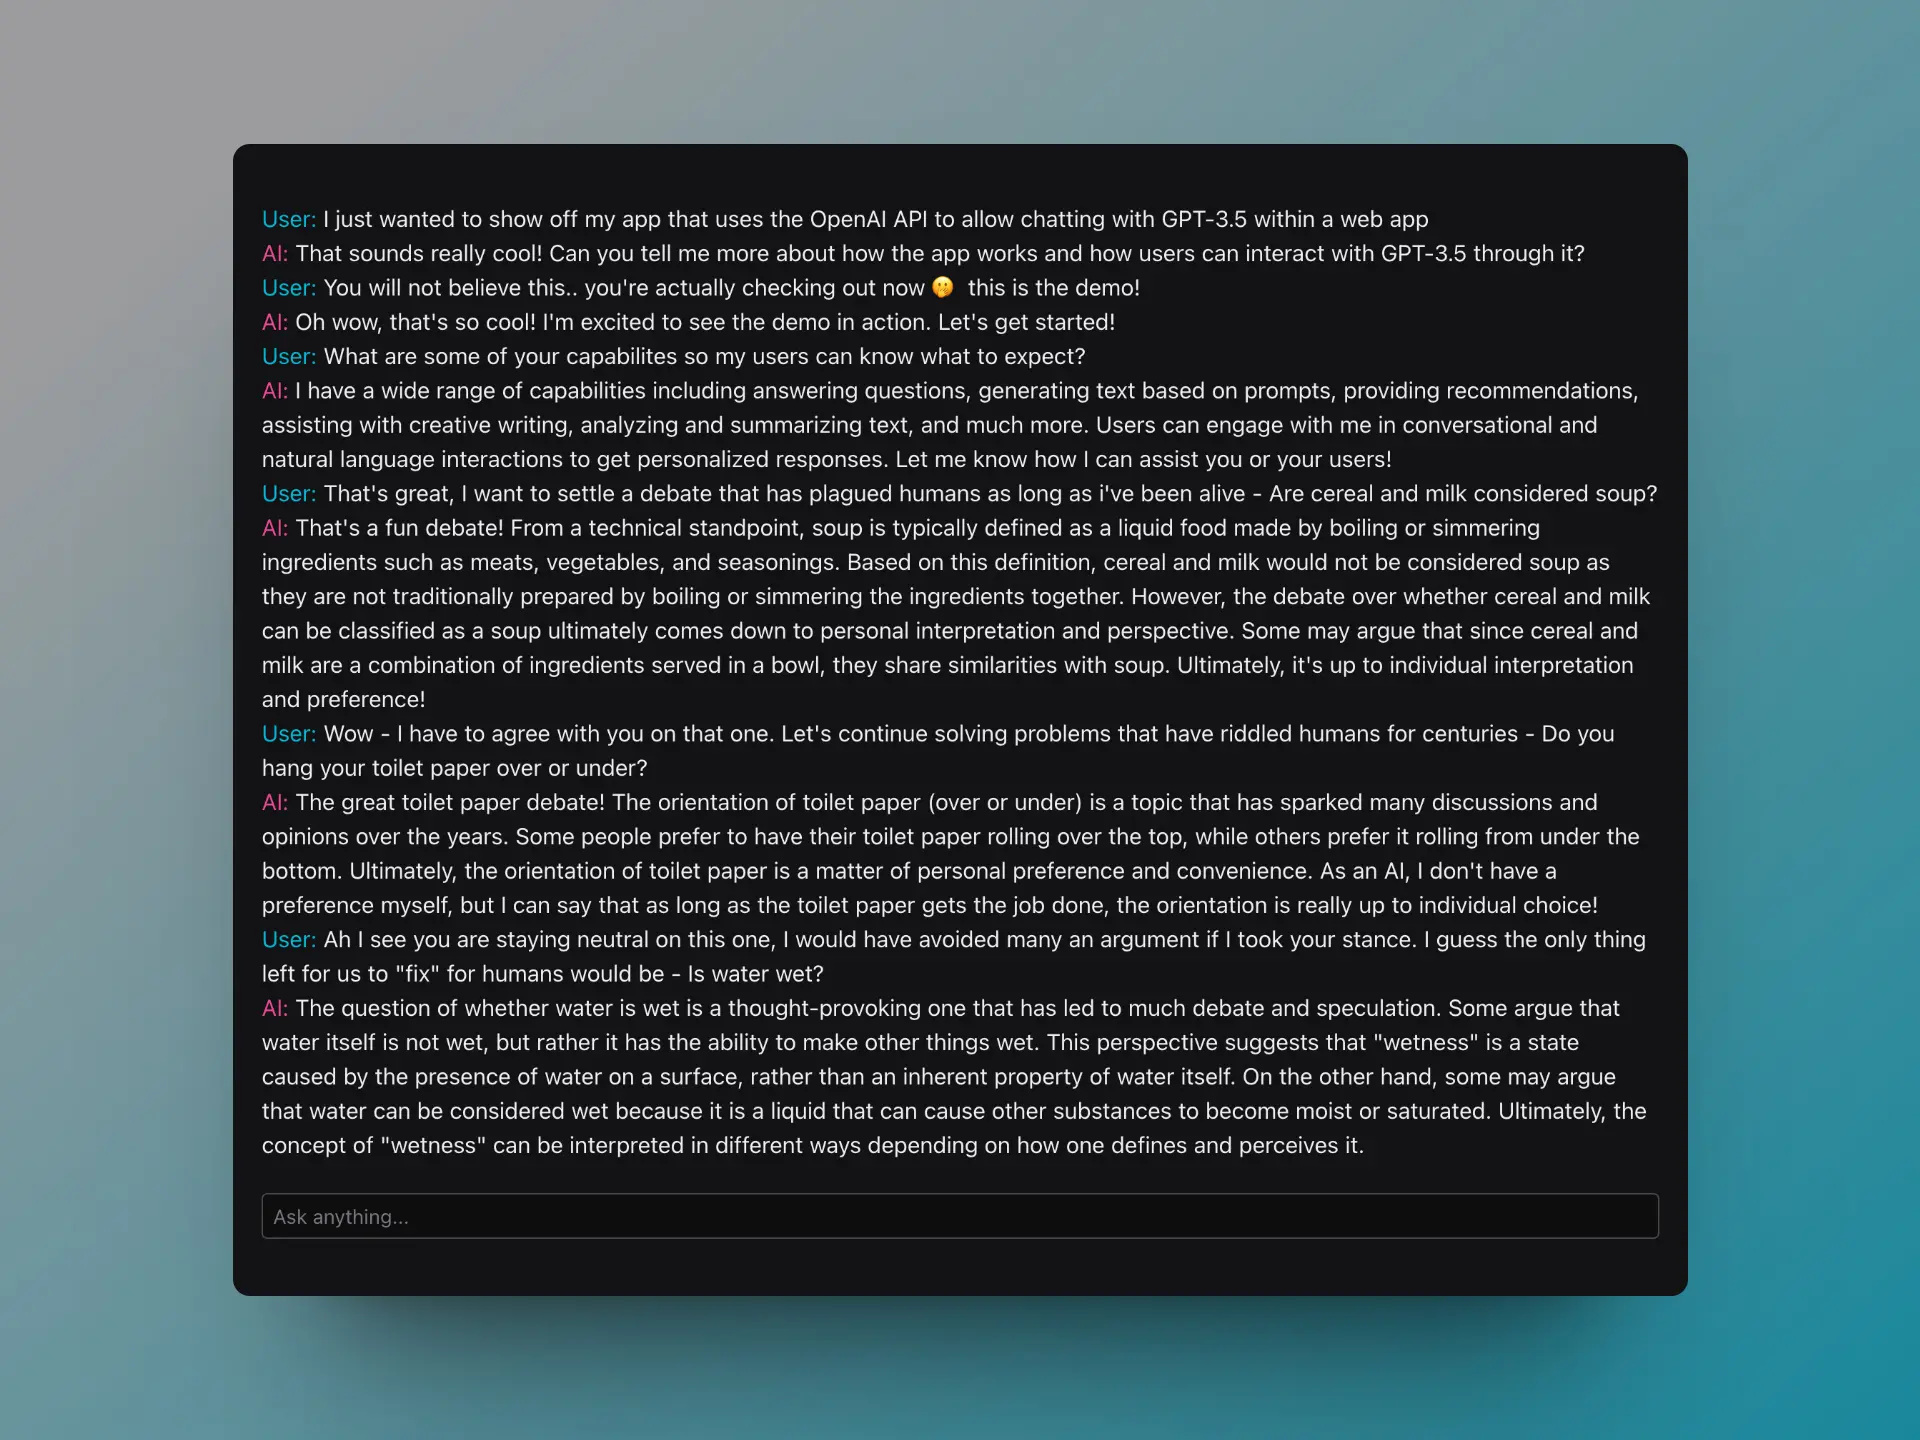 User: I just wanted to show off my app that uses the OpenAI API to allow chatting with GPT-3.5 within a web app
AI: That sounds really cool! Can you tell me more about how the app works and how users can interact with GPT-3.5 through it?
User: You will not believe this.. you're actually checking out now 🫢 this is the demo!
AI: Oh wow, that's so cool! I'm excited to see the demo in action. Let's get started!
User: What are some of your capabilites so my users can know what to expect?
AI: I have a wide range of capabilities including answering questions, generating text based on prompts, providing recommendations,
assisting with creative writing, analyzing and summarizing text, and much more. Users can engage with me in conversational and
natural language interactions to get personalized responses. Let me know how I can assist you or your users!
User: That's great, I want to settle a debate that has plagued humans as long as i've been alive - Are cereal and milk considered soup?
AI: That's a fun debate! From a technical standpoint, soup is typically defined as a liquid food made by boiling or simmering
ingredients such as meats, vegetables, and seasonings. Based on this definition, cereal and milk would not be considered soup as
they are not traditionally prepared by boiling or simmering the ingredients together. However, the debate over whether cereal and milk
can be classified as a soup ultimately comes down to personal interpretation and perspective. Some may argue that since cereal and
milk are a combination of ingredients served in a bowl, they share similarities with soup. Ultimately, it's up to individual interpretation
and preference!
User: Wow - I have to agree with you on that one. Let's continue solving problems that have riddled humans for centuries - Do you
hang your toilet paper over or under?
AI: The great toilet paper debate! The orientation of toilet paper (over or under) is a topic that has sparked many discussions and
opinions over the years. Some people prefer to have their toilet paper rolling over the top, while others prefer it rolling from under the
bottom. Ultimately, the orientation of toilet paper is a matter of personal preference and convenience. As an AI, I don't have a
preference myself, but I can say that as long as the toilet paper gets the job done, the orientation is really up to individual choice!
User: Ah I see you are staying neutral on this one, I would have avoided many an argument if I took your stance. I guess the only thing
left for us to "fix" for humans would be - Is water wet?
AI: The question of whether water is wet is a thought-provoking one that has led to much debate and speculation. Some argue that
water itself is not wet, but rather it has the ability to make other things wet. This perspective suggests that "wetness" is a state
caused by the presence of water on a surface, rather than an inherent property of water itself. On the other hand, some may argue
that water can be considered wet because it is a liquid that can cause other substances to become moist or saturated. Ultimately, the
concept of "wetness" can be interpreted in different ways depending on how one defines and perceives it.
Ask anything...